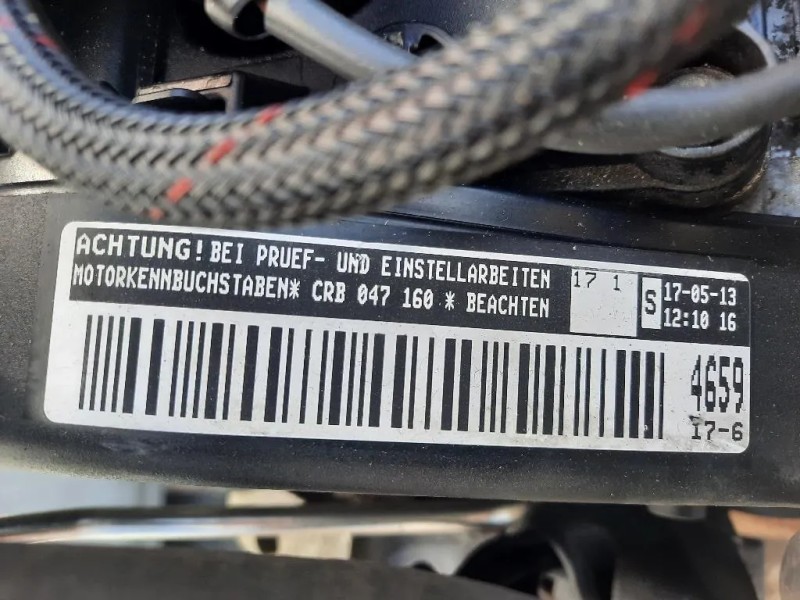 ACHTUNG! BEI PRUEF- UND EINSTELLARBEITEN
MOTORKENNBUCHSTABEN* CRB 047 160 * BEACHTEN
17 1
S
17-05-13
12:10 16
4659
17-6